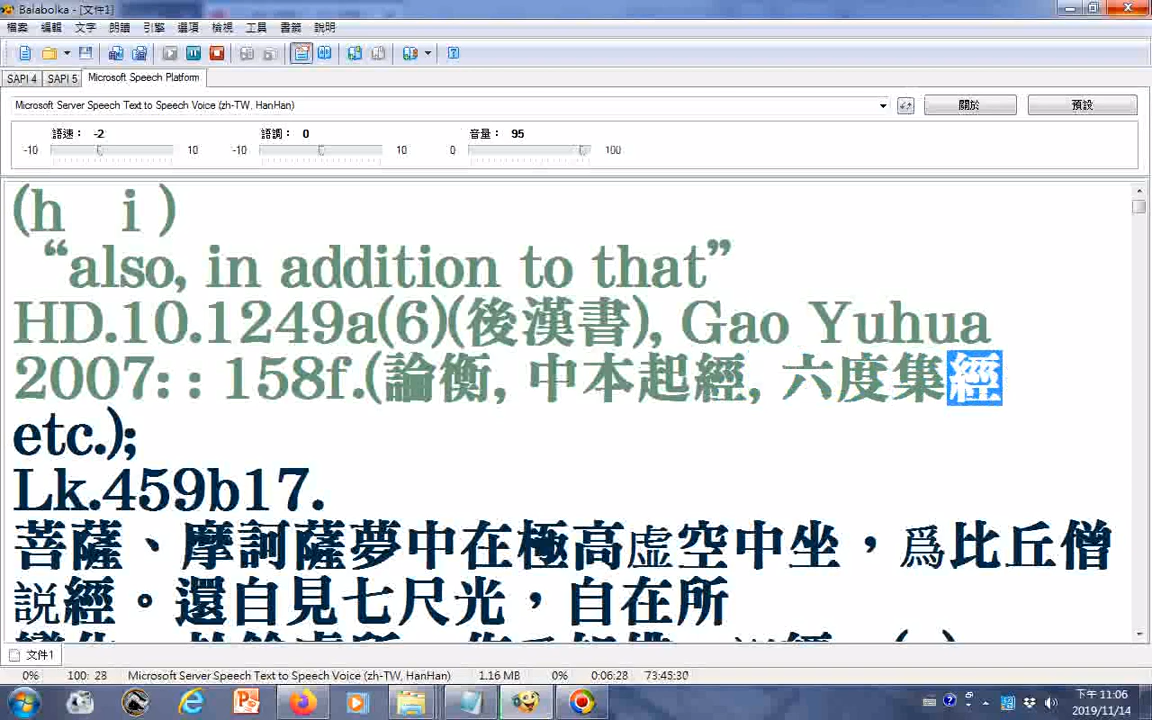 Balabolka - [文件1]
檔案 編輯 文字 朗讀 引擎 選項 檢視 工具 書籤 說明
SAPI 4 SAPI 5 Microsoft Speech Platform
Microsoft Server Speech Text to Speech Voice (zh-TW, HanHan) 關於 預設
語速： -2 語調： 0 音量： 95
-10 10 -10 10 0 100
(h i )
“also, in addition to that”
HD.10.1249a(6)(後漢書), Gao Yuhua
2007: : 158f.(論衡, 中本起經, 六度集經
etc.);
Lk.459b17.
菩薩、摩訶薩夢中在極高虛空中坐，爲比丘僧
説經。還自見七尺光，自在所
文件1
0% 100: 23 Microsoft Server Speech Text to Speech Voice (zh-TW, HanHan) 1.16 MB 0% 0:06:28 73:45:30
下午 11:06
2019/11/14